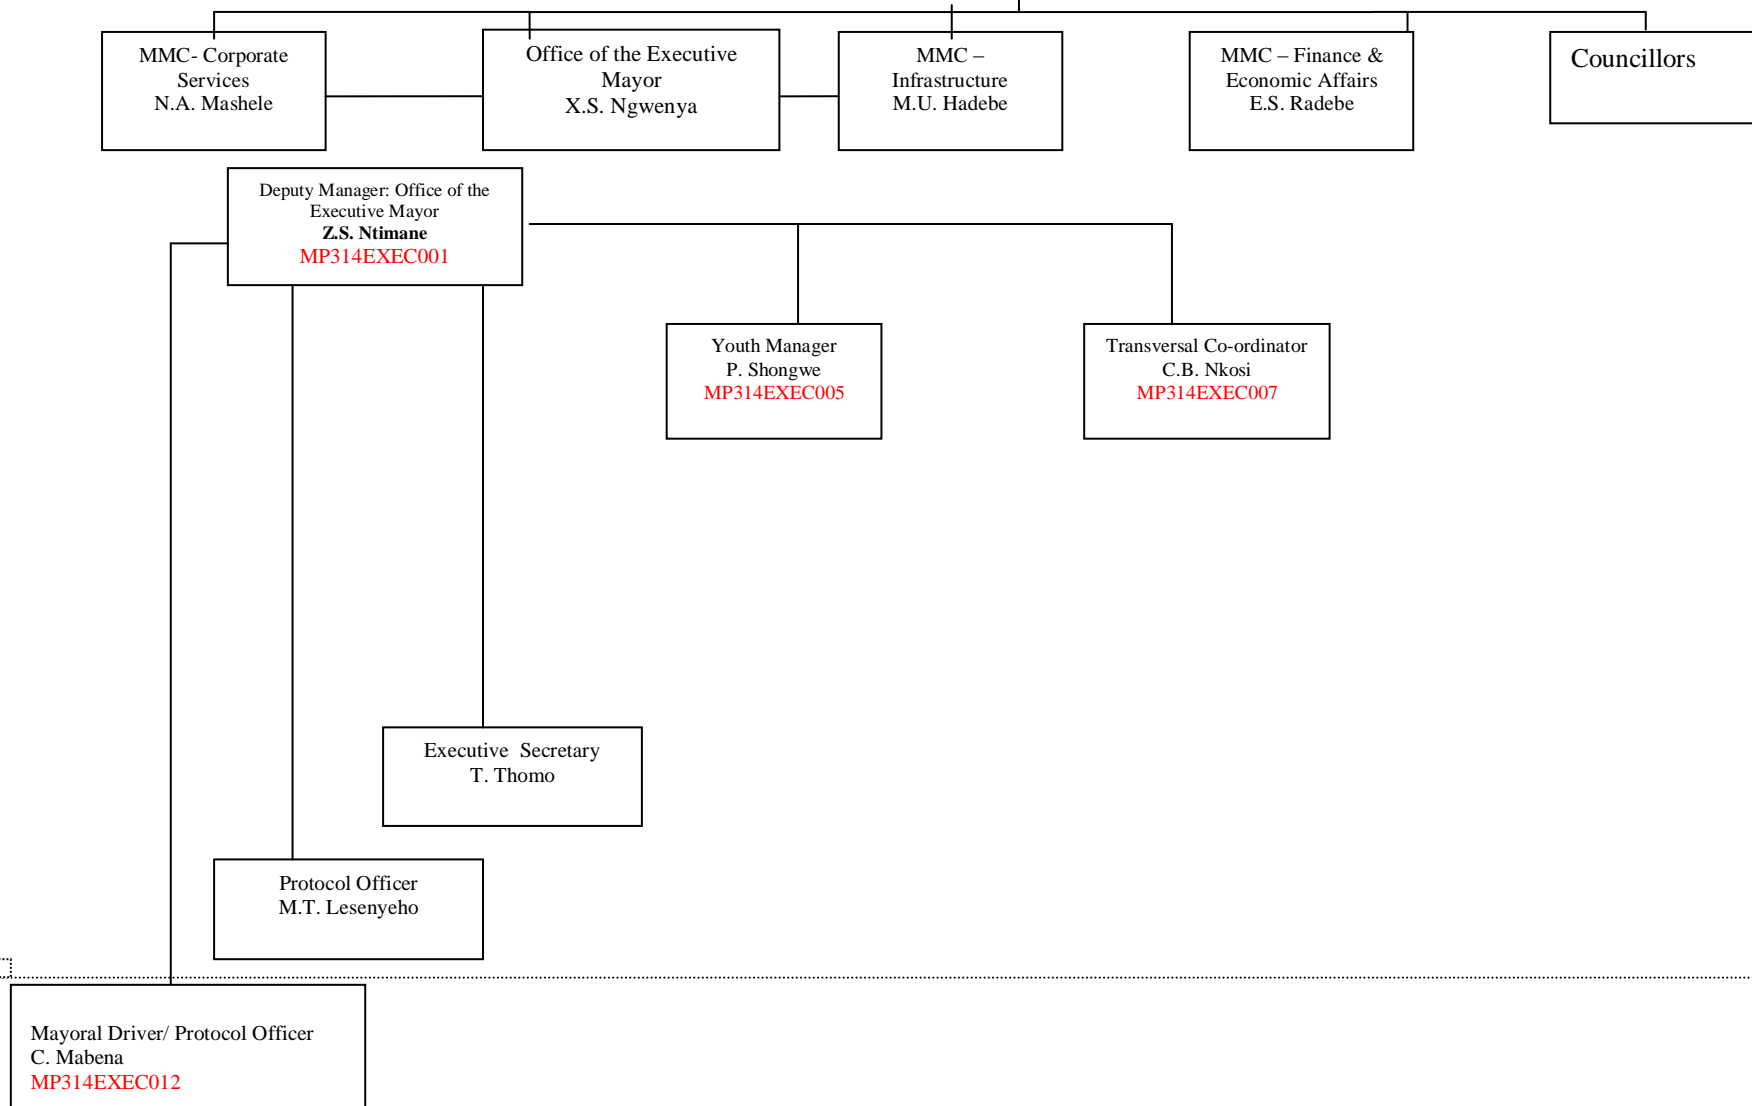 MMC- Corporate
Services
N.A. Mashele
Office of the Executive
Mayor
X.S. Ngwenya
MMC –
Infrastructure
M.U. Hadebe
MMC – Finance &
Economic Affairs
E.S. Radebe
Councillors
Deputy Manager: Office of the
Executive Mayor
Z.S. Ntimane
MP314EXEC001
Youth Manager
P. Shongwe
MP314EXEC005
Transversal Co-ordinator
C.B. Nkosi
MP314EXEC007
Executive  Secretary
T. Thomo
Protocol Officer
M.T. Lesenyeho
Mayoral Driver/ Protocol Officer
C. Mabena
MP314EXEC012